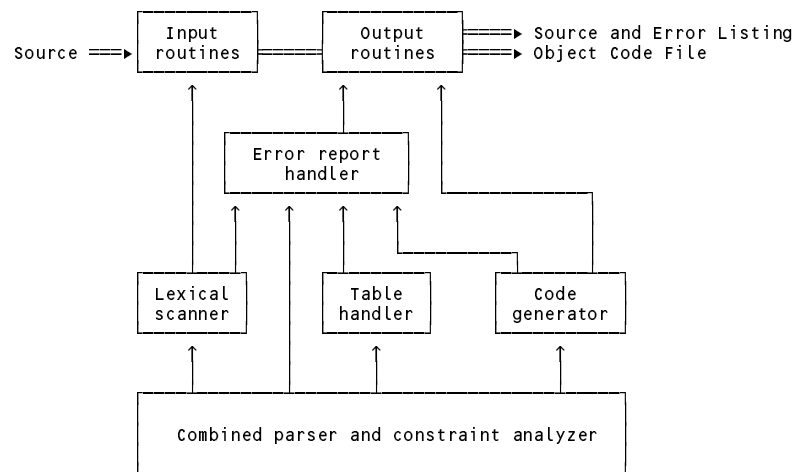 Input
routines
Output
routines
Source and Error Listing
Source
Object Code File
Error report
handler
Lexical
scanner
Table
handler
Code
generator
Combined parser and constraint analyzer